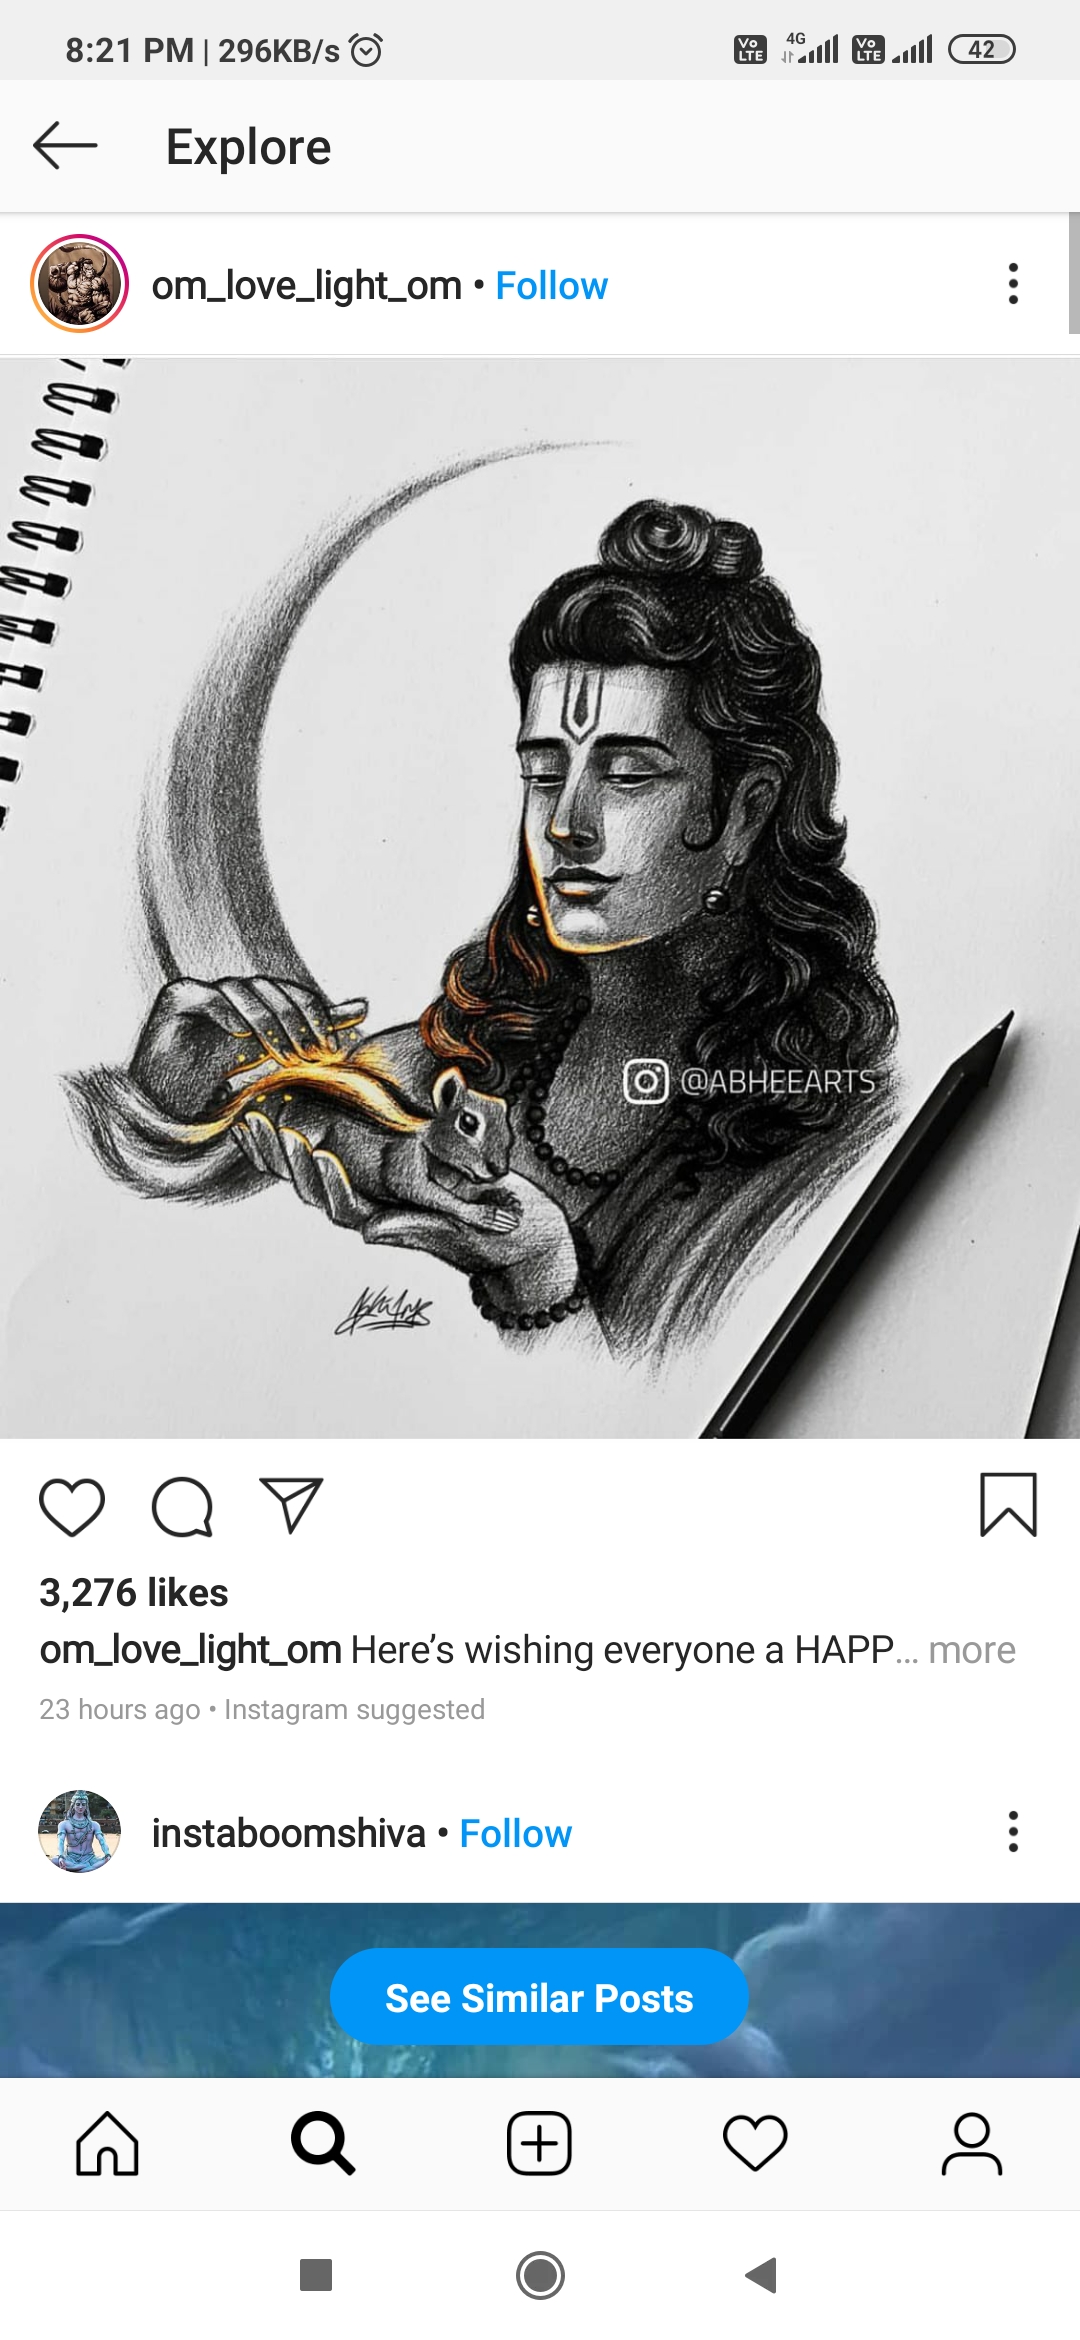 8:21 PM | 296KB/s
Vo LTE 4G Vo LTE 42
Explore
om_love_light_om • Follow
@ABHEEARTS
3,276 likes
om_love_light_om Here’s wishing everyone a HAPP... more
23 hours ago • Instagram suggested
instaboomshiva • Follow
See Similar Posts